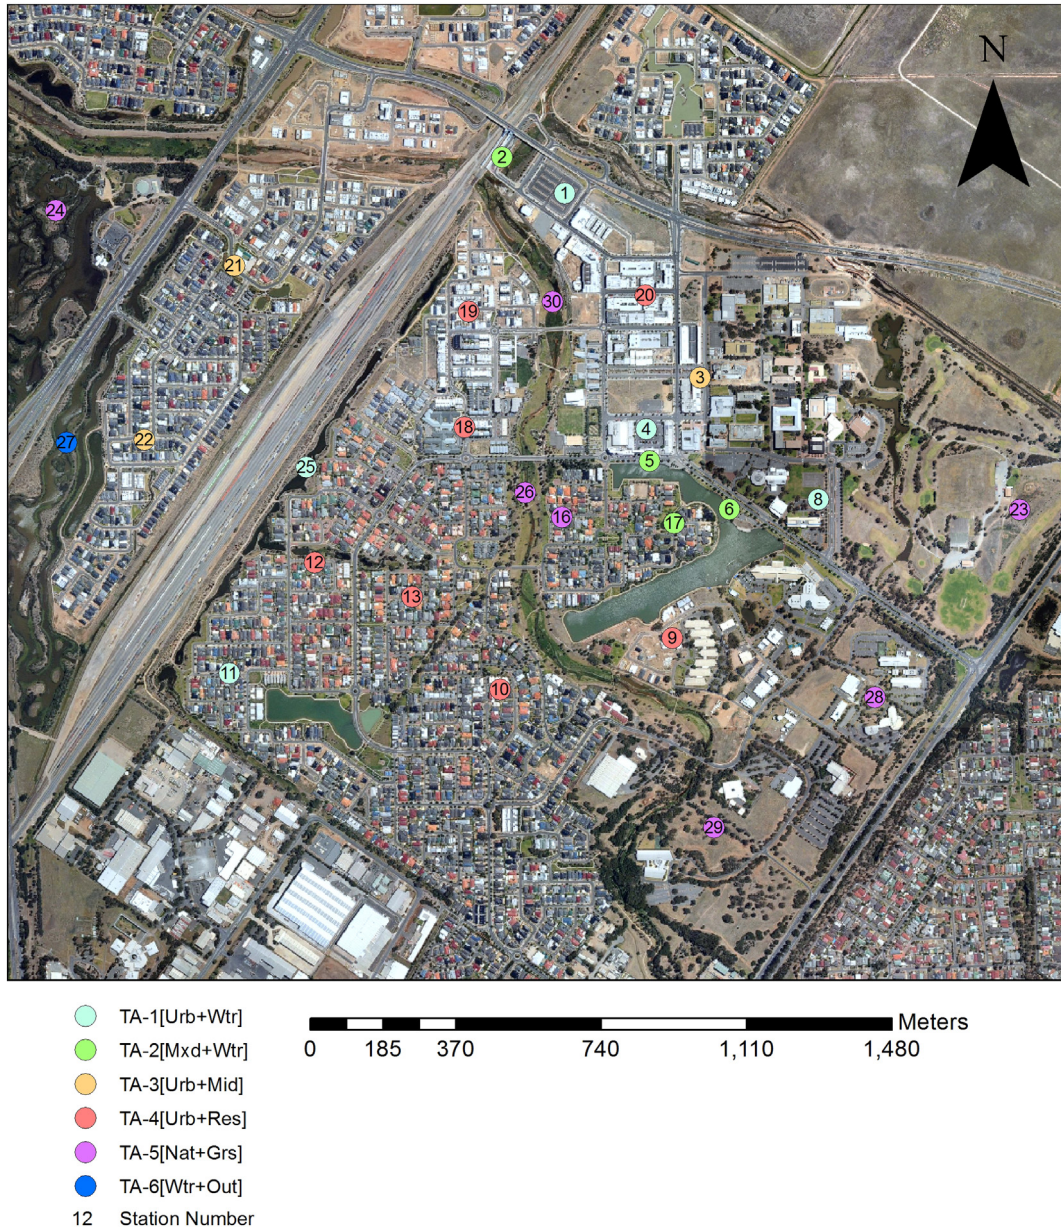 N
2
1
24
21
30
20
19
3
18
4
22
27
5
25
26
8
6
23
16
17
12
13
9
11
10
28
29
TA-1[Urb+Wtr]
TA-2[Mxd+Wtr]
TA-3[Urb+Mid]
TA-4[Urb+Res]
TA-5[Nat+Grs]
TA-6[Wtr+Out]
12 Station Number
Meters
0 185 370 740 1,110 1,480